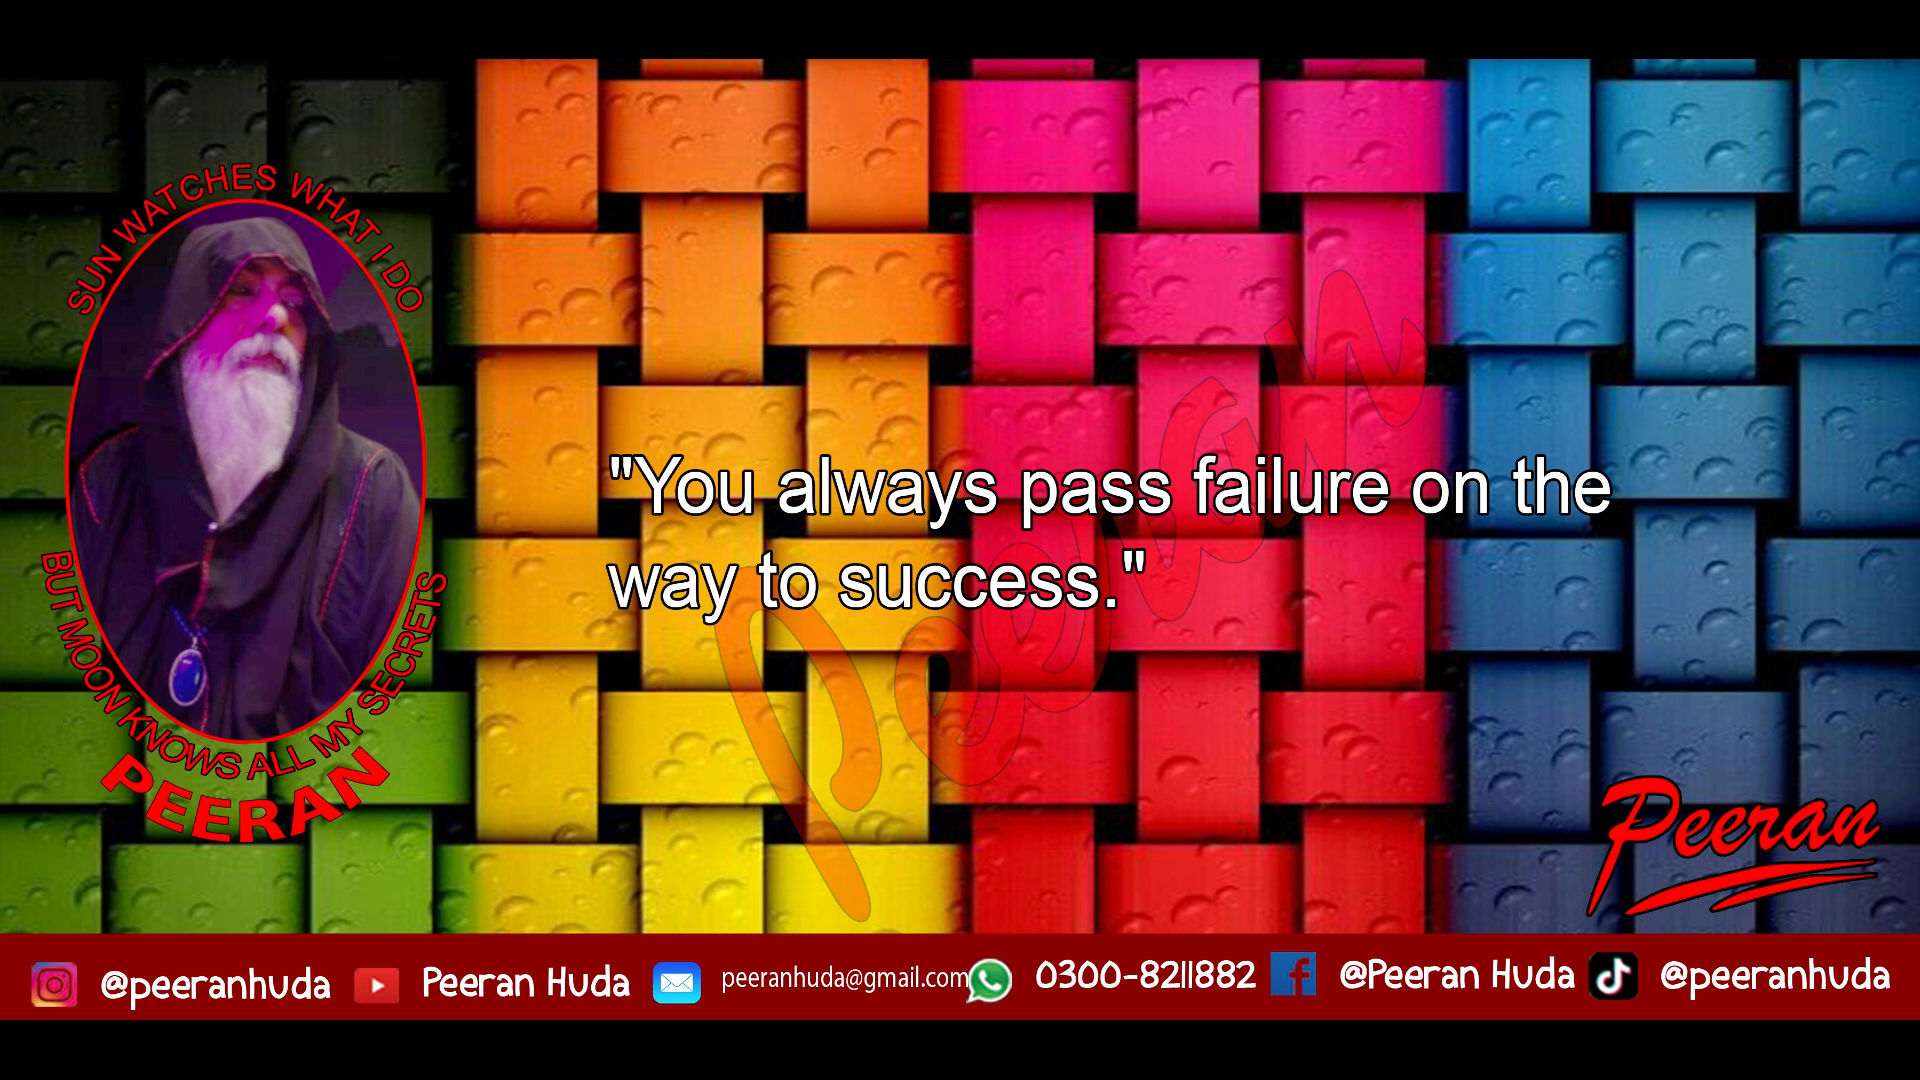 SUN WATCHES WHAT I DO
BUT MOON KNOWS ALL MY SECRETS
PEERAN
"You always pass failure on the
way to success."
Peeran
Peeran
@peeranhuda
Peeran Huda
peeranhuda@gmail.com
0300-8211882
@Peeran Huda
@peeranhuda